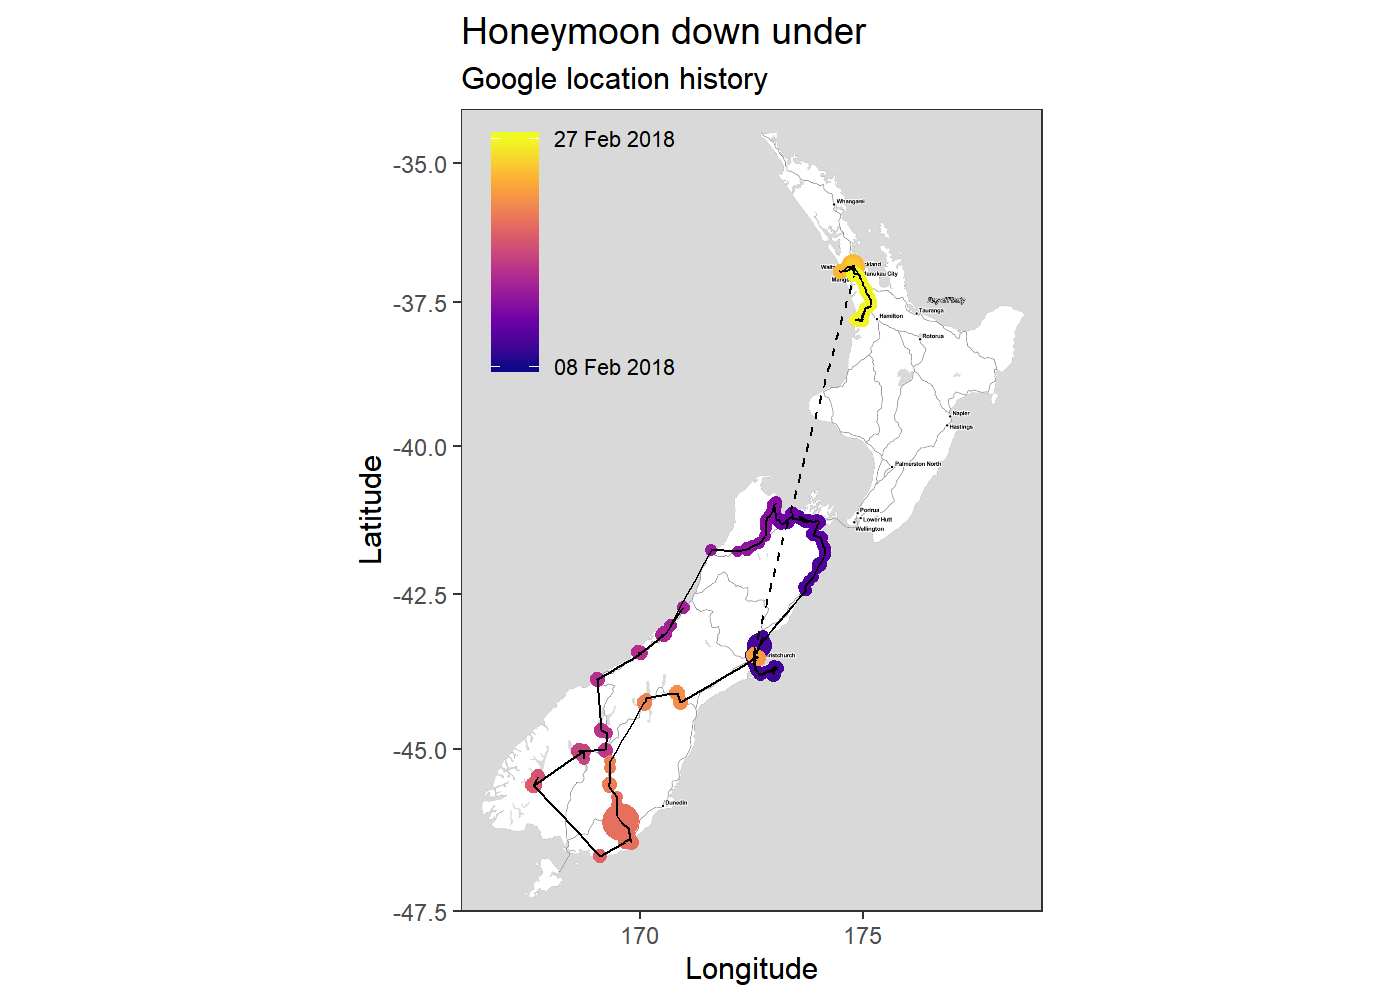 Honeymoon down under
Google location history
27 Feb 2018
08 Feb 2018
-35.0
-37.5
-40.0
-42.5
-45.0
-47.5
Latitude
170
175
Longitude
Whangarei
Manukau City
Hamilton
Tauranga
Rotorua
Napier
Hastings
Palmerston North
Porirua
Lower Hutt
Wellington
Dunedin